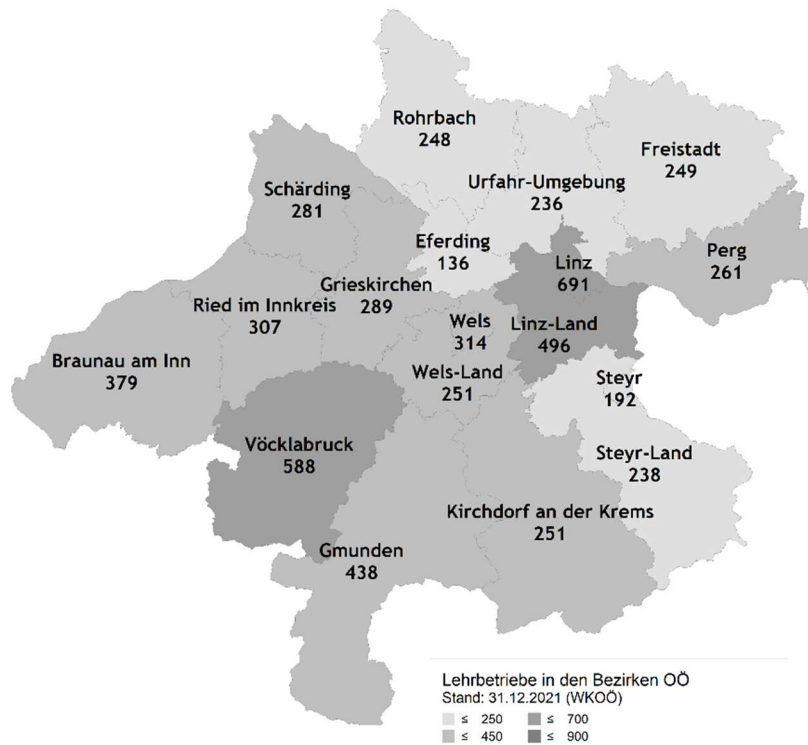 Rohrbach
248
Freistadt
249
Urfahr-Umgebung
236
Schärding
281
Eferding
136
Perg
261
Linz
691
Grieskirchen
289
Ried im Innkreis
307
Wels
314
Linz-Land
496
Braunau am Inn
379
Wels-Land
251
Steyr
192
Vöcklabruck
588
Steyr-Land
238
Kirchdorf an der Krems
251
Gmunden
438
Lehrbetriebe in den Bezirken OÖ
Stand: 31.12.2021 (WKOÖ)
≤ 250 ≤ 700
≤ 450 ≤ 900